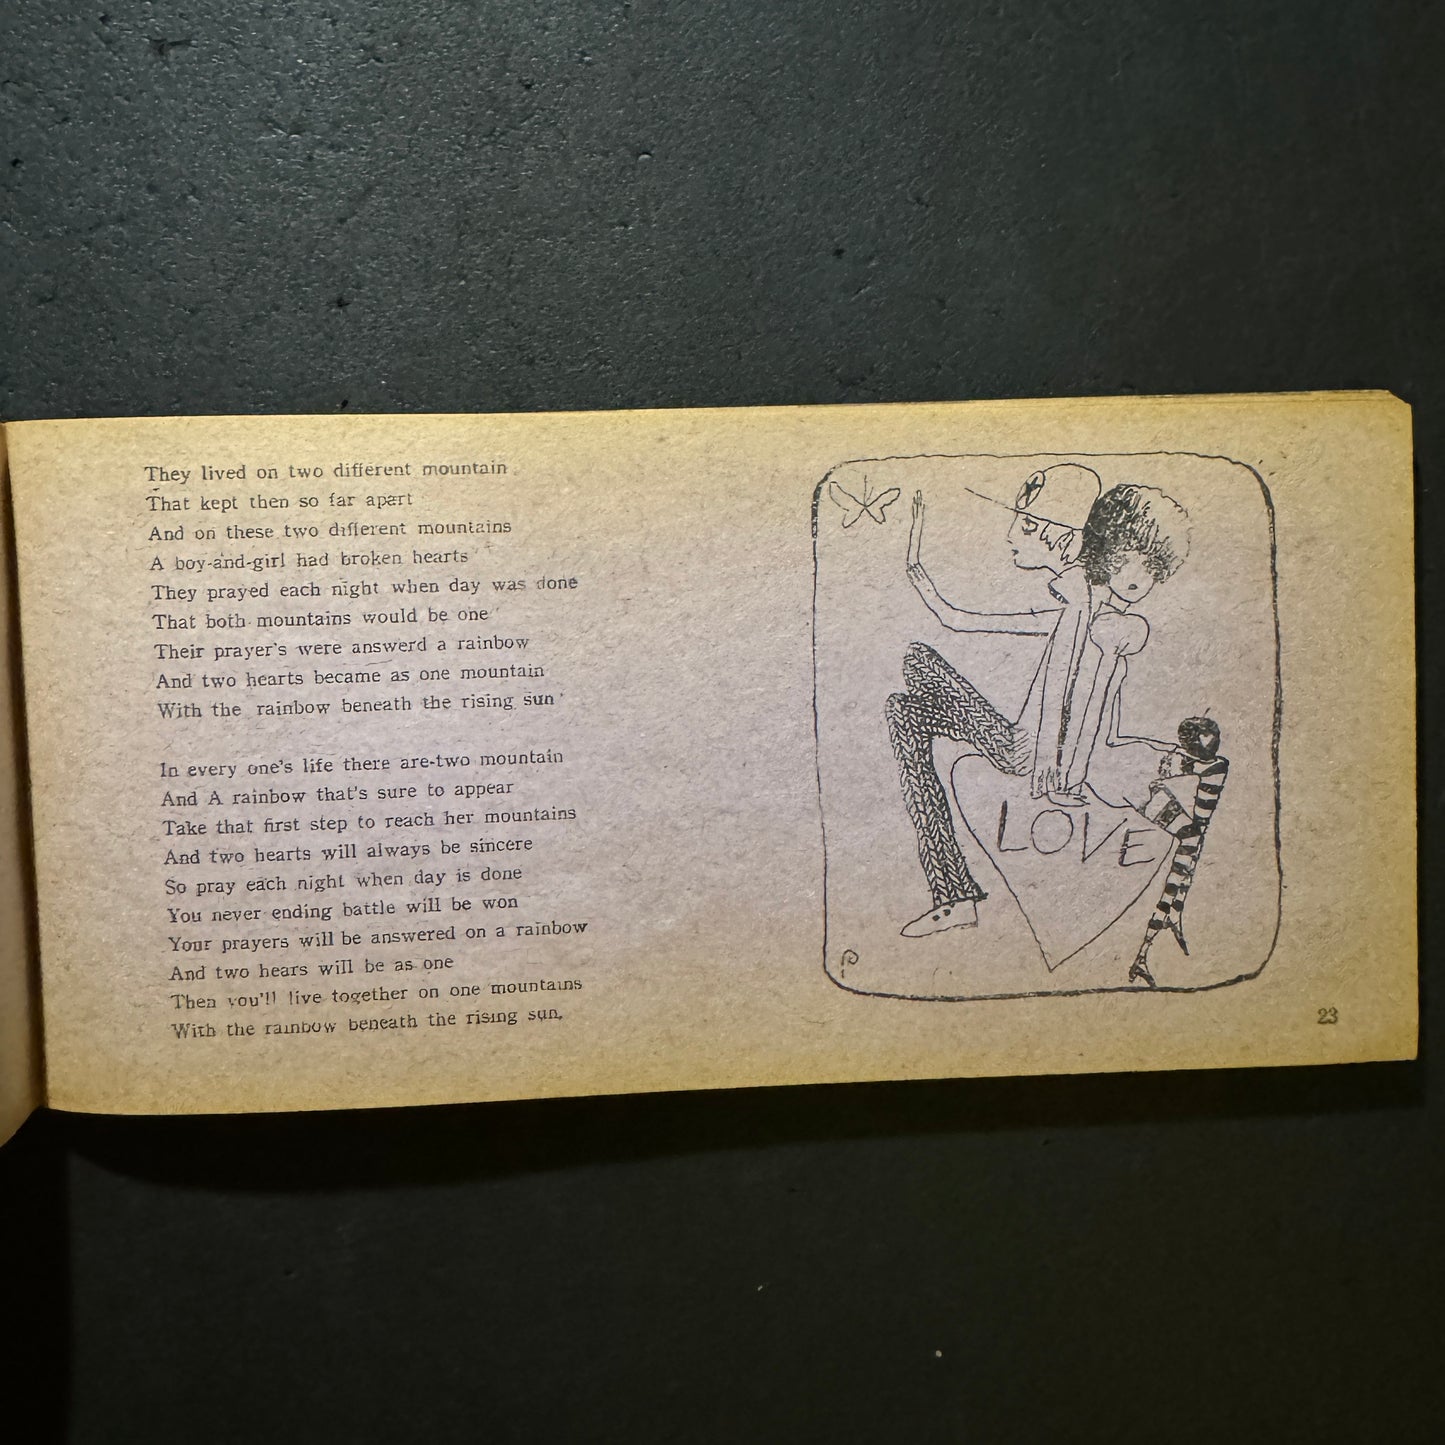 They lived on two different mountain
That kept then so far apart
And on these two different mountains
A boy-and-girl had broken hearts
They prayed each night when day was done
That both mountains would be one
Their prayer's were answerd a rainbow
And two hearts became as one mountain
With the rainbow beneath the rising sun
In every one's life there are-two mountain
And A rainbow that's sure to appear
Take that first step to reach her mountains
And two hearts will always be sincere
So pray each night when day is done
You never ending battle will be won
Your prayers will be answered on a rainbow
And two hears will be as one
Then you'll live together on one mountains
With the rainbow beneath the rising sun.
LOVE
23